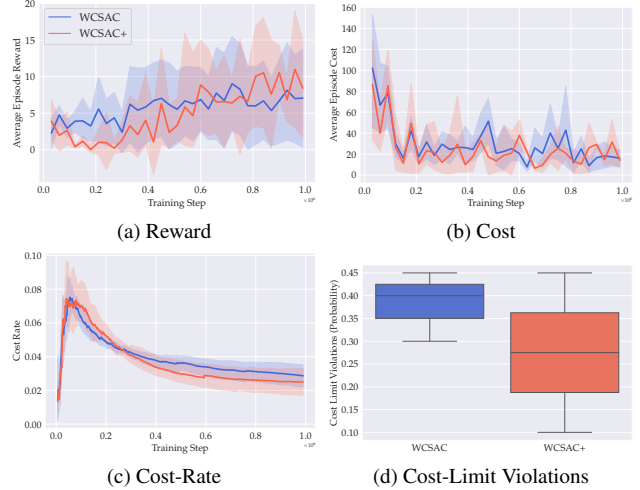 20
15
10
5
0
Average Episode Reward
WCSAC
WCSAC+
0.0 0.2 0.4 0.6 0.8 1.0
Training Step
×10⁶
(a) Reward
160
140
120
100
80
60
40
20
0
Average Episode Cost
0.0 0.2 0.4 0.6 0.8 1.0
Training Step
(b) Cost
0.10
0.08
0.06
0.04
0.02
0.00
Cost Rate
0.0 0.2 0.4 0.6 0.8 1.0
Training Step
(c) Cost-Rate
0.45
0.40
0.35
0.30
0.25
0.20
0.15
0.10
Cost Limit Violations (Probability)
WCSAC WCSAC+
(d) Cost-Limit Violations